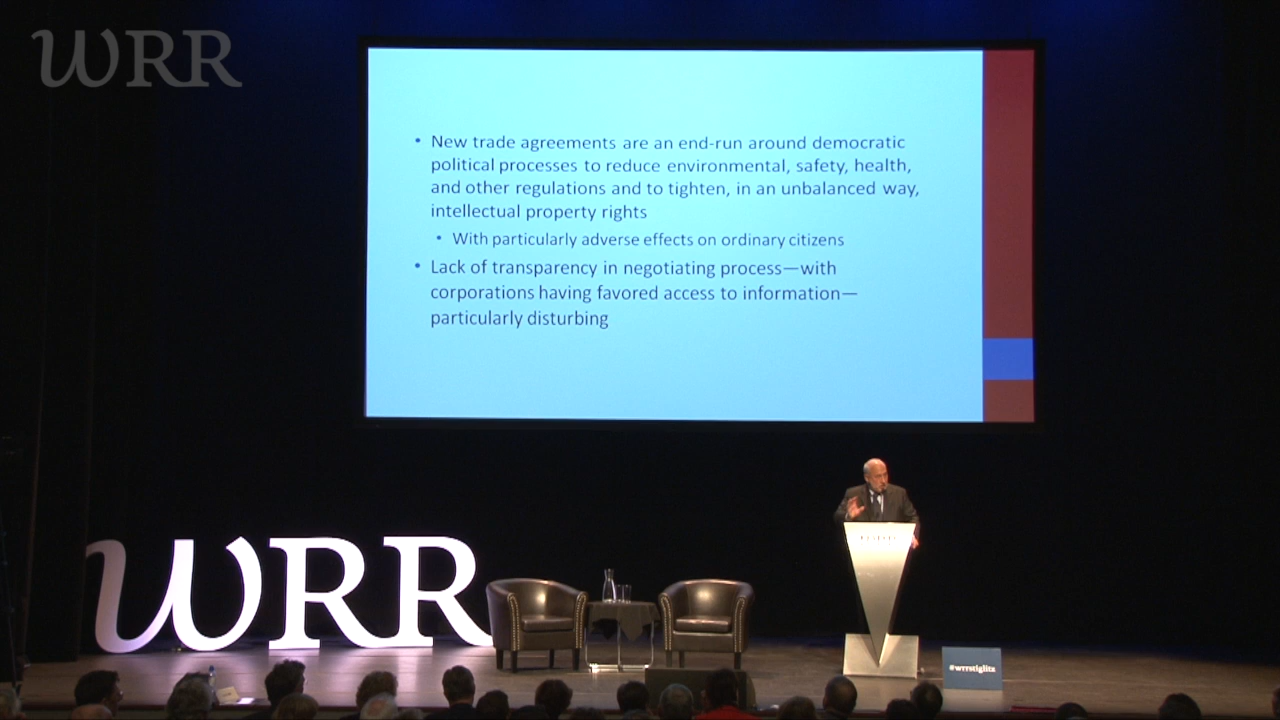 WRR
• New trade agreements are an end-run around democratic
political processes to reduce environmental, safety, health,
and other regulations and to tighten, in an unbalanced way,
intellectual property rights
• With particularly adverse effects on ordinary citizens
• Lack of transparency in negotiating process—with
corporations having favored access to information—
particularly disturbing
WRR
#wrrstiglitz